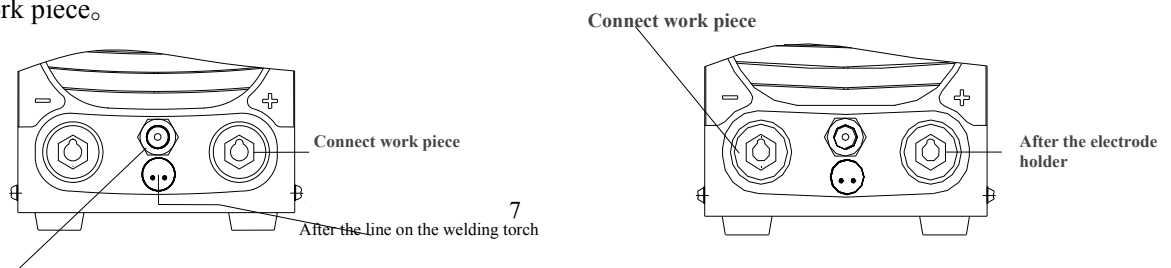 ork piece。
Connect work piece
Connect work piece
After the electrode
holder
7
After the line on the welding torch